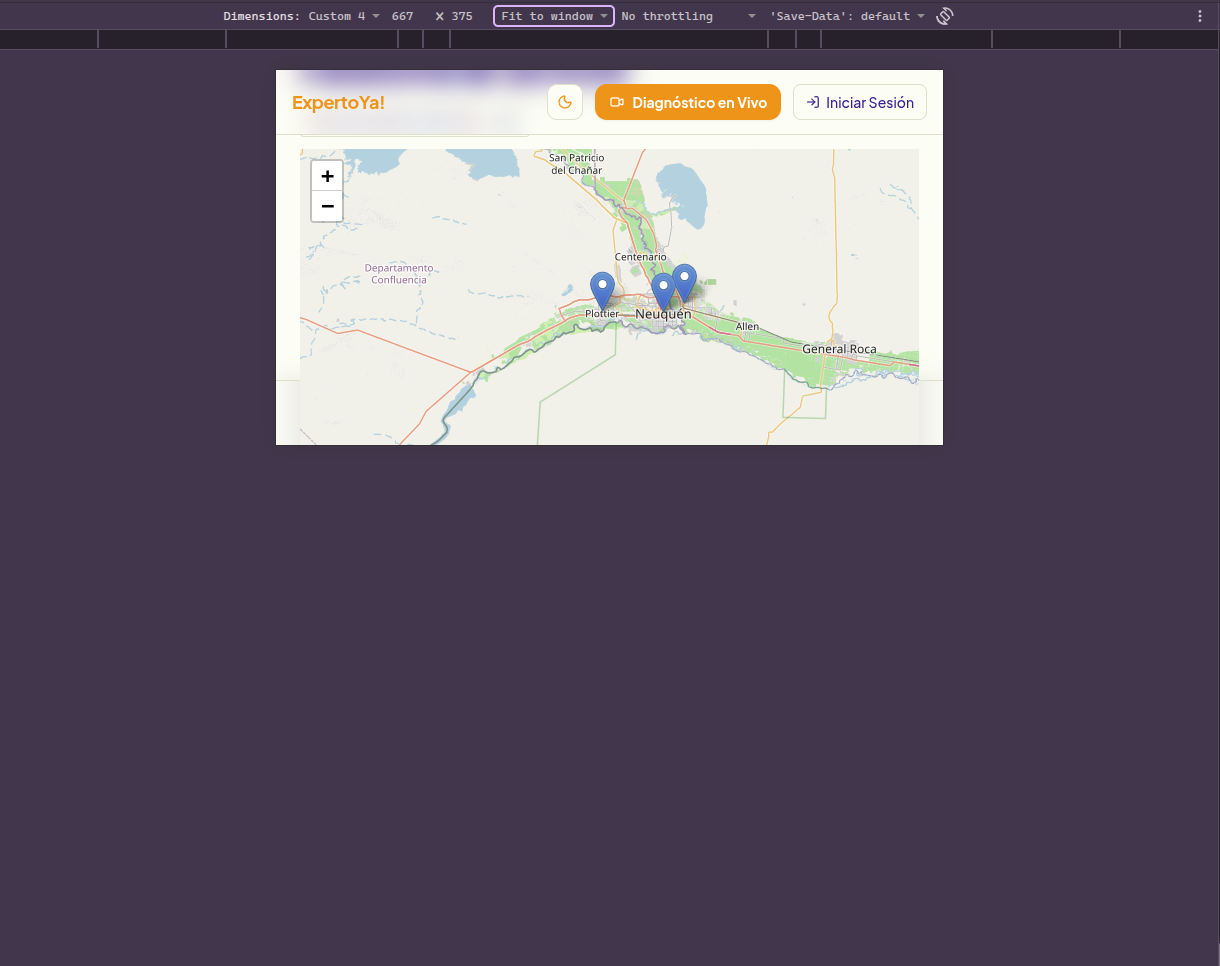 Dimensions: Custom 4 667 × 375 Fit to window No throttling 'Save-Data': default
ExpertoYa! Diagnóstico en Vivo Iniciar Sesión
+
−
San Patricio
del Chañar
Centenario
Departamento
Confluencia
Plottier
Neuquén
Allen
General Roca